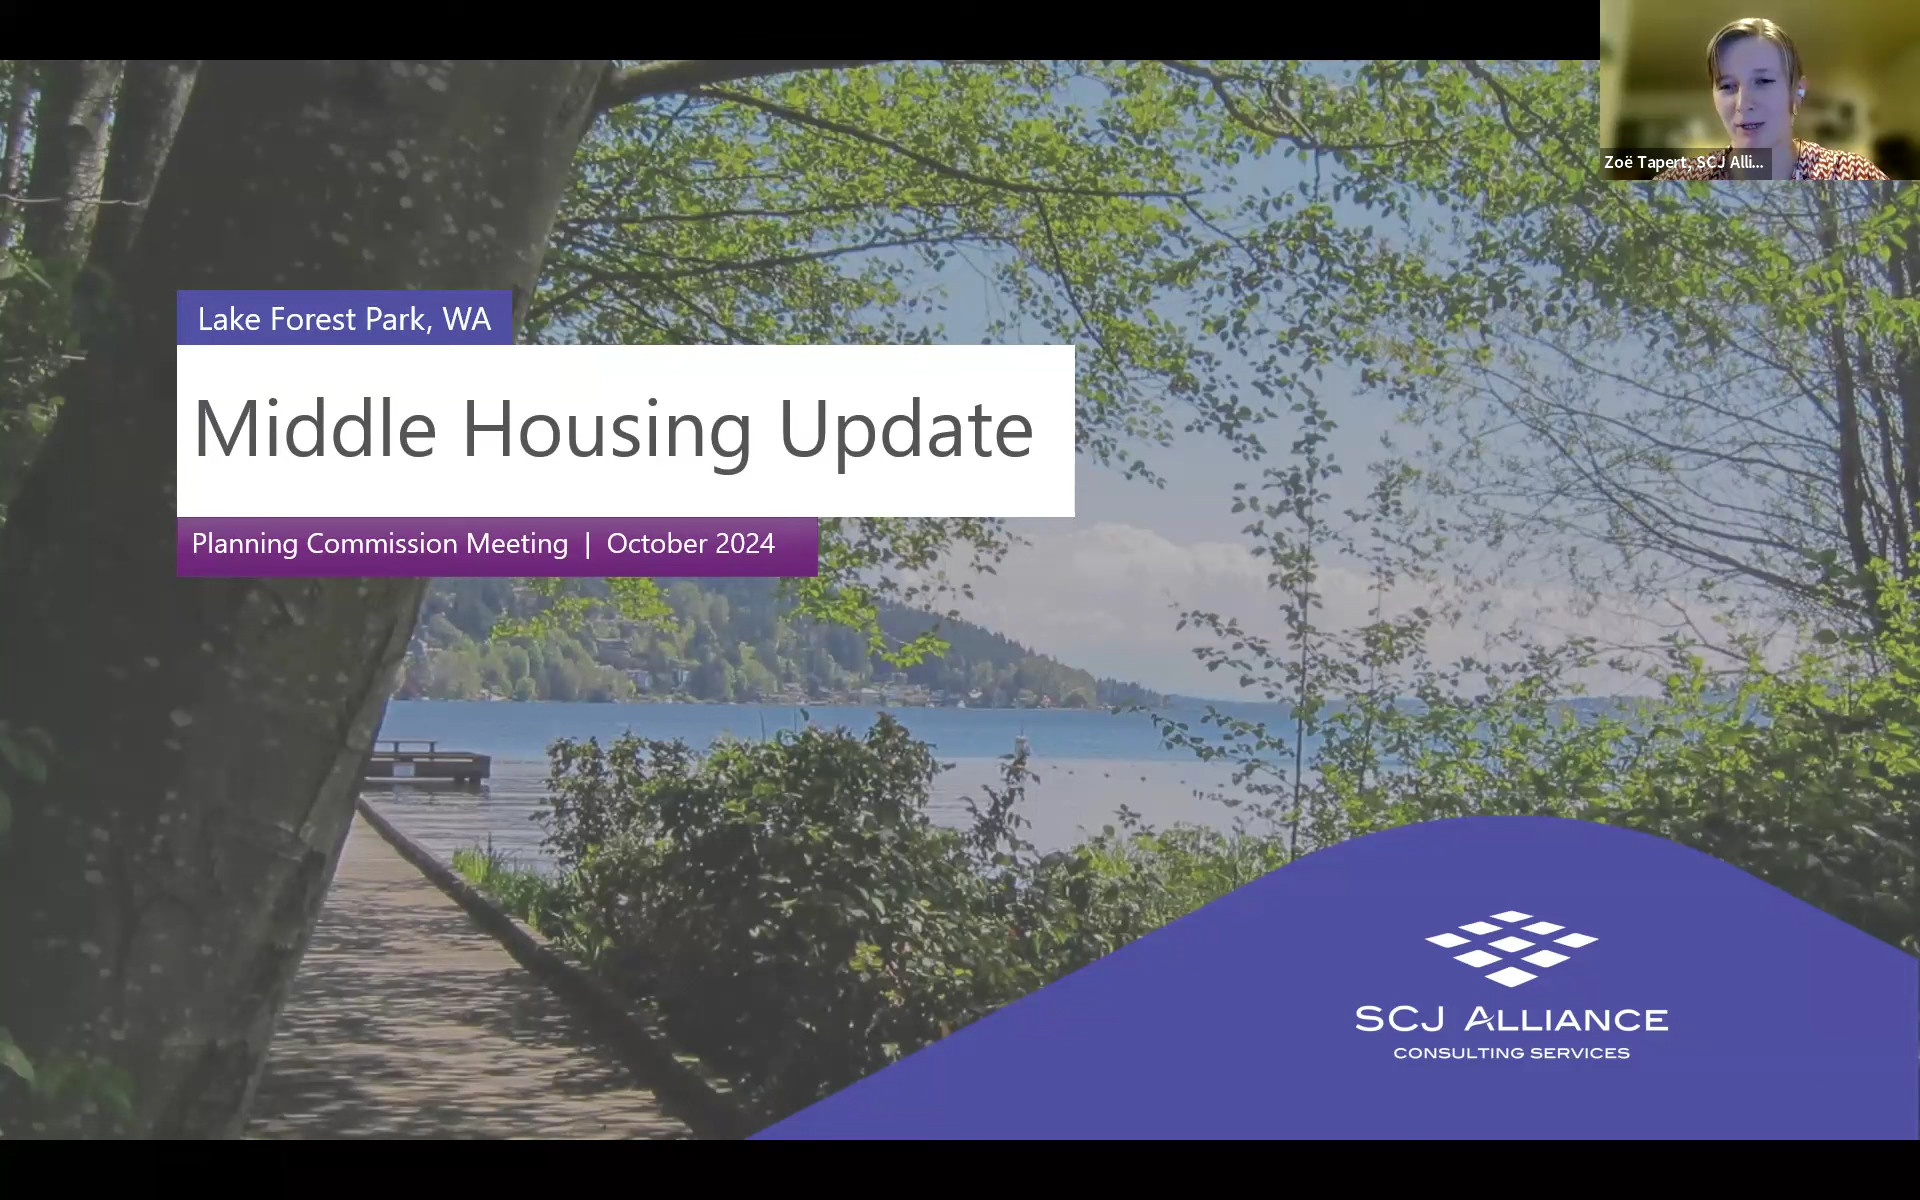 Zoë Tapert, SCJ Alli...
Lake Forest Park, WA
Middle Housing Update
Planning Commission Meeting | October 2024
SCJ ALLIANCE
CONSULTING SERVICES